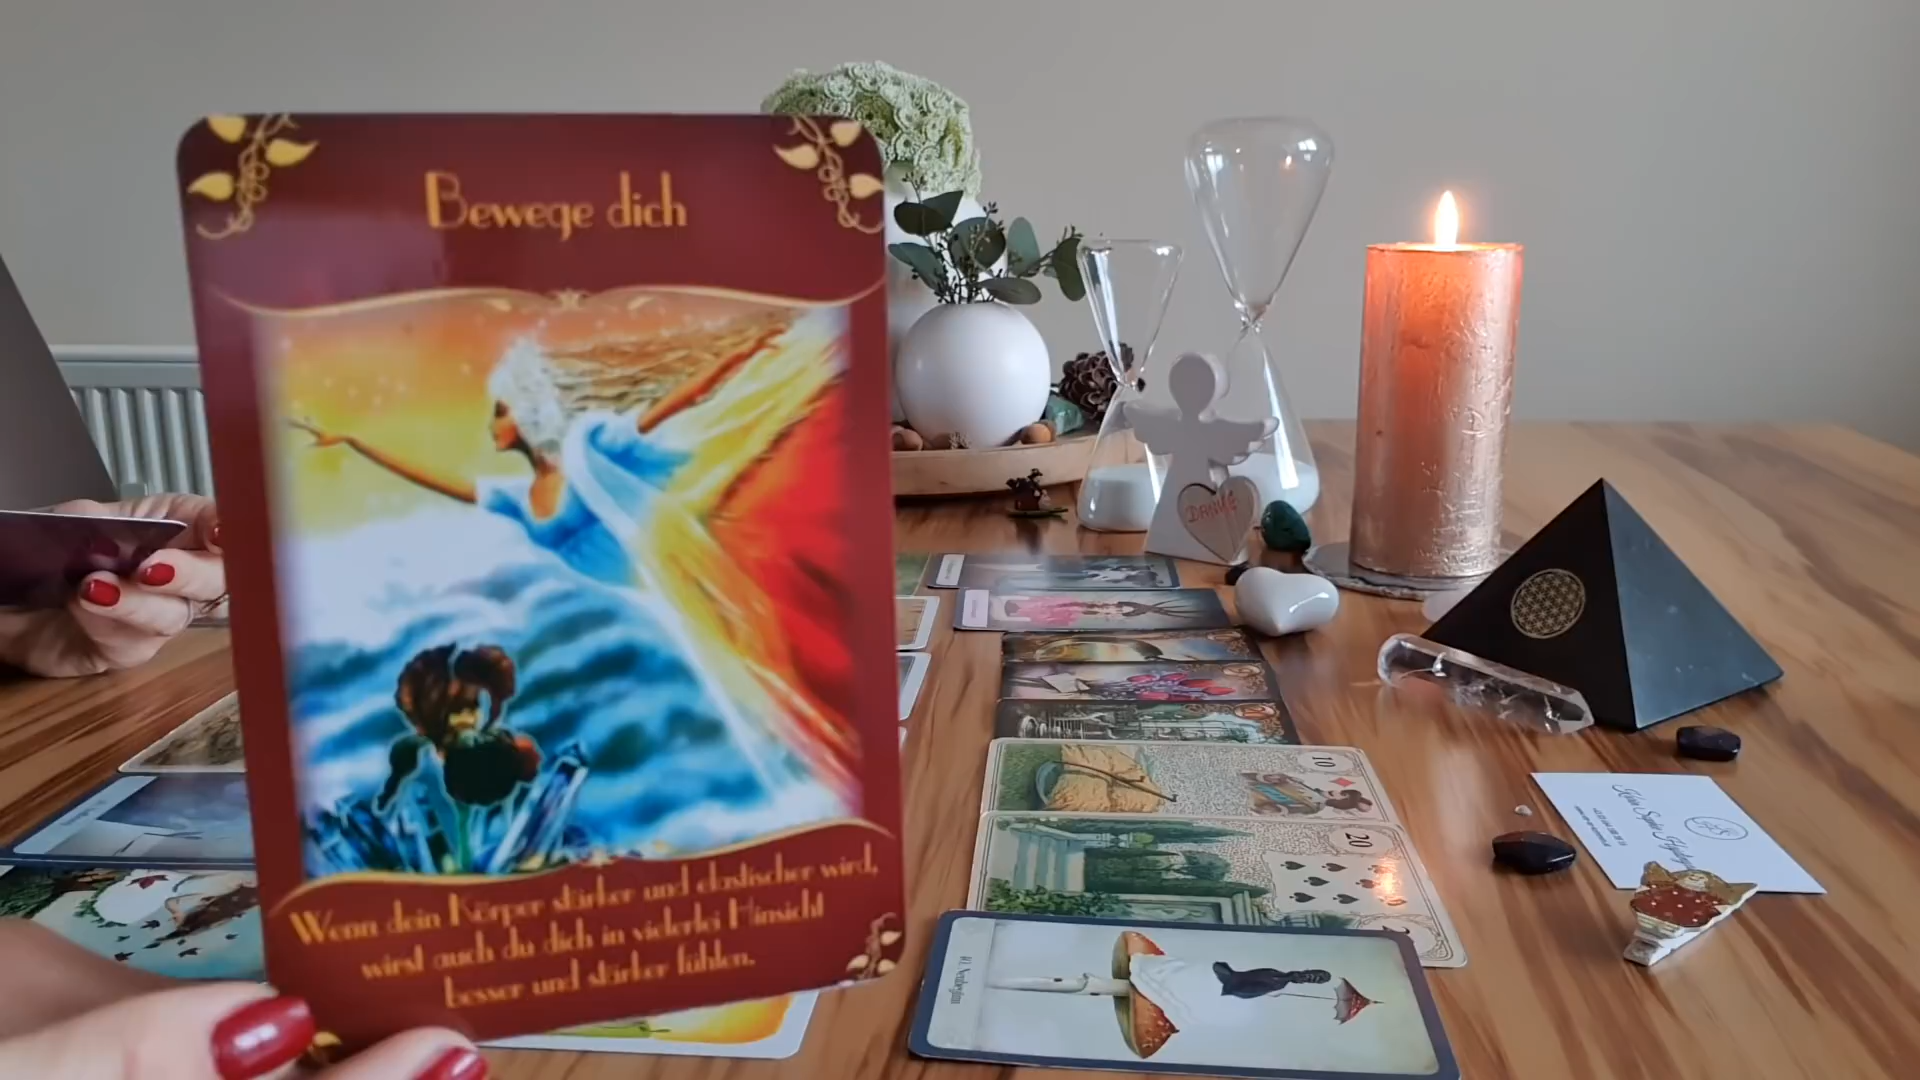 Bewege dich
Wenn dein Körper stärker und elastischer wird,
wirst auch du dich in vielerlei Hinsicht
besser und stärker fühlen.
DANKE
10
20